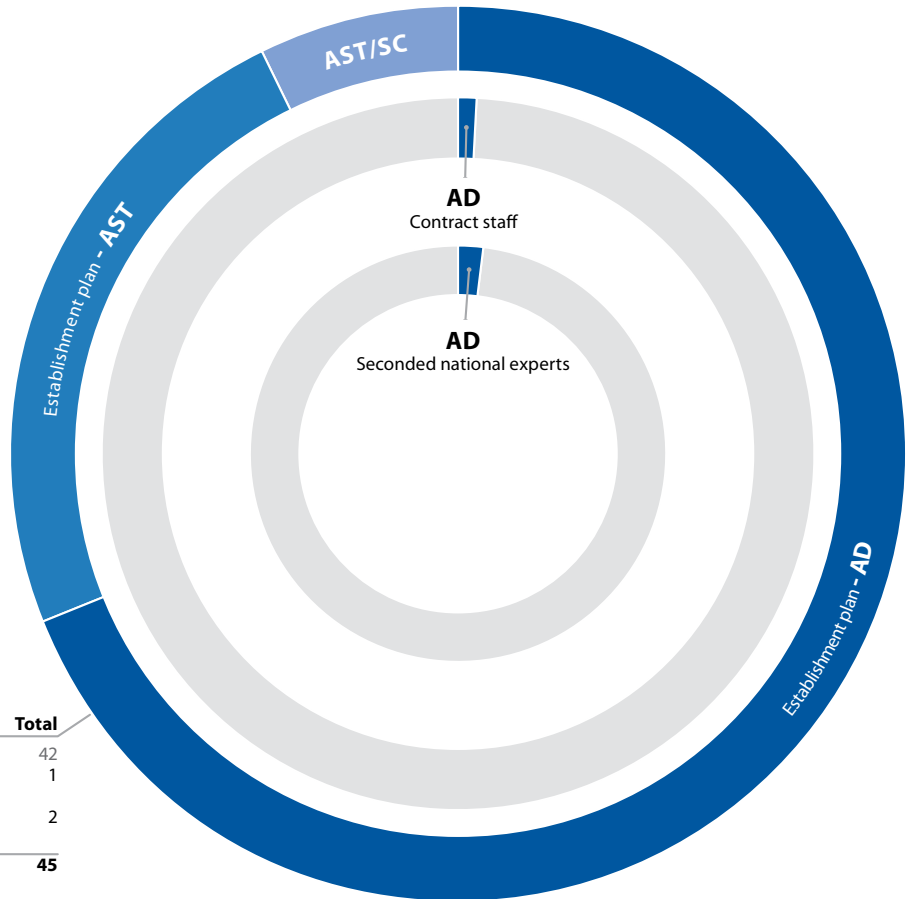 AST/SC
Establishment plan - AST
AD
Contract staff
AD
Seconded national experts
Establishment plan - AD
Total
42
1
2
45